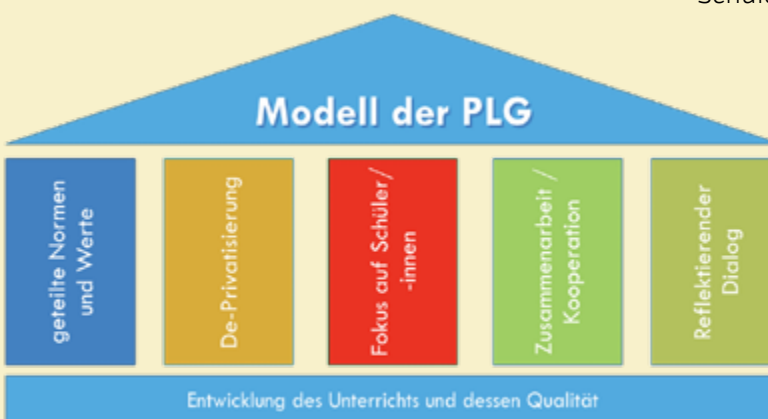 Modell der PLG
geteilte Normen
und Werte
De-Privatisierung
Fokus auf Schüler/
-innen
Zusammenarbeit /
Kooperation
Reflektierender
Dialog
Entwicklung des Unterrichts und dessen Qualität